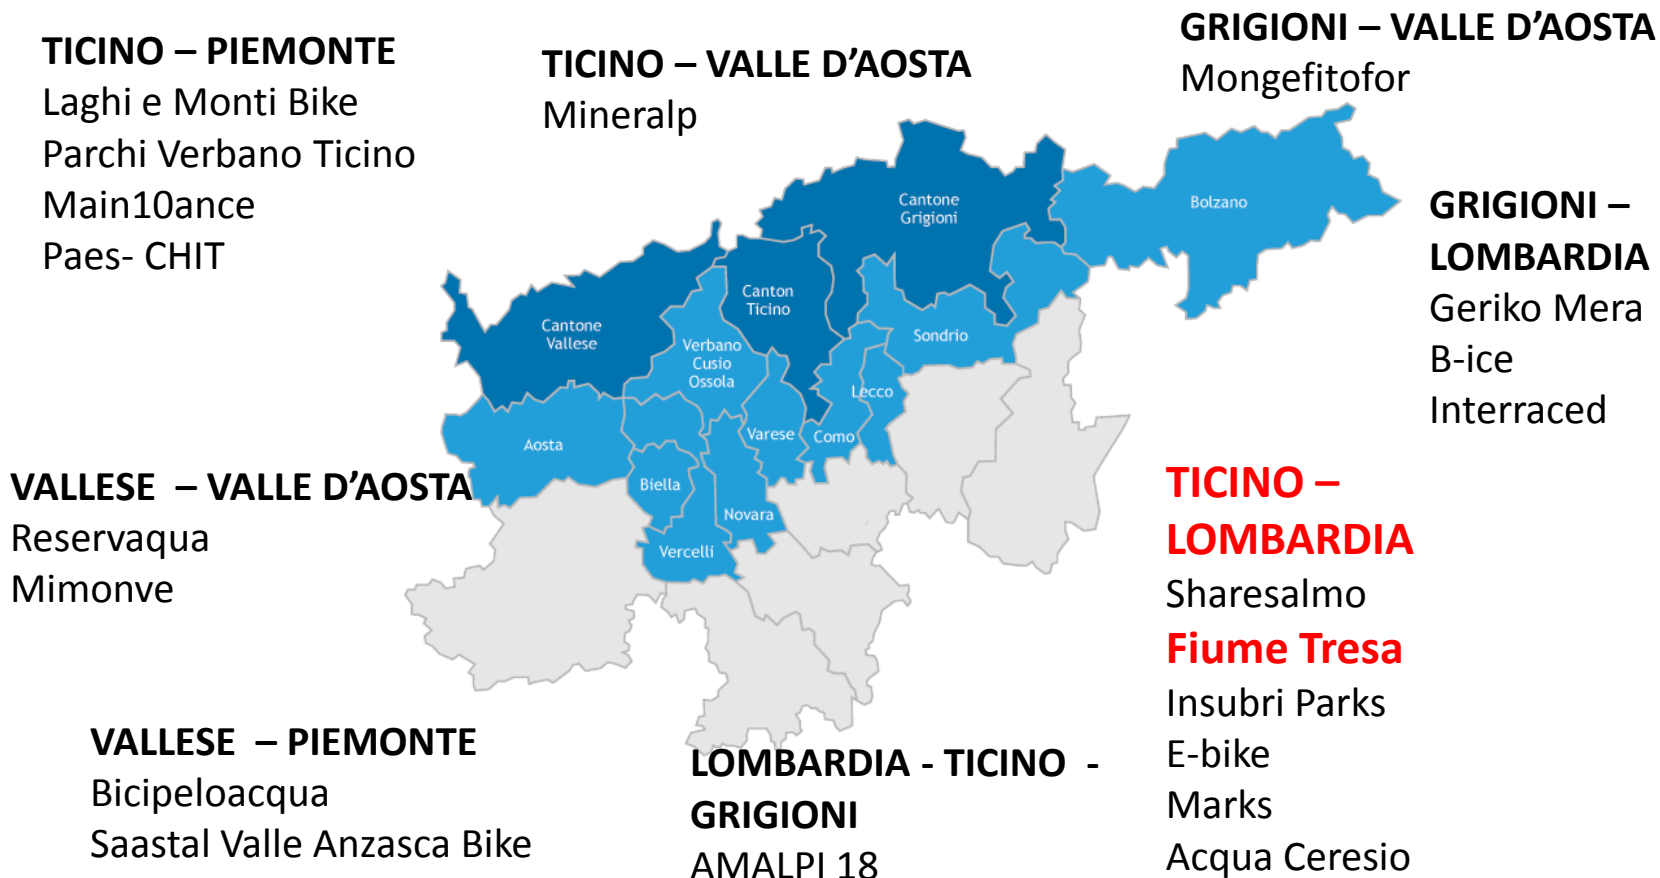 TICINO – PIEMONTE
Laghi e Monti Bike
Parchi Verbano Ticino
Main10ance
Paes- CHIT
TICINO – VALLE D’AOSTA
Mineralp
GRIGIONI – VALLE D’AOSTA
Mongefitofor
GRIGIONI –
LOMBARDIA
Geriko Mera
B-ice
Interraced
Cantone
Grigioni
Bolzano
Canton
Ticino
Cantone
Vallese
Verbano
Cusio
Ossola
Sondrio
Lecco
Varese
Como
Aosta
Biella
Novara
Vercelli
VALLESE – VALLE D’AOSTA
Reservaqua
Mimonve
TICINO –
LOMBARDIA
Sharesalmo
Fiume Tresa
Insubri Parks
E-bike
Marks
Acqua Ceresio
VALLESE – PIEMONTE
Bicipeloacqua
Saastal Valle Anzasca Bike
LOMBARDIA - TICINO -
GRIGIONI
AMALPI 18